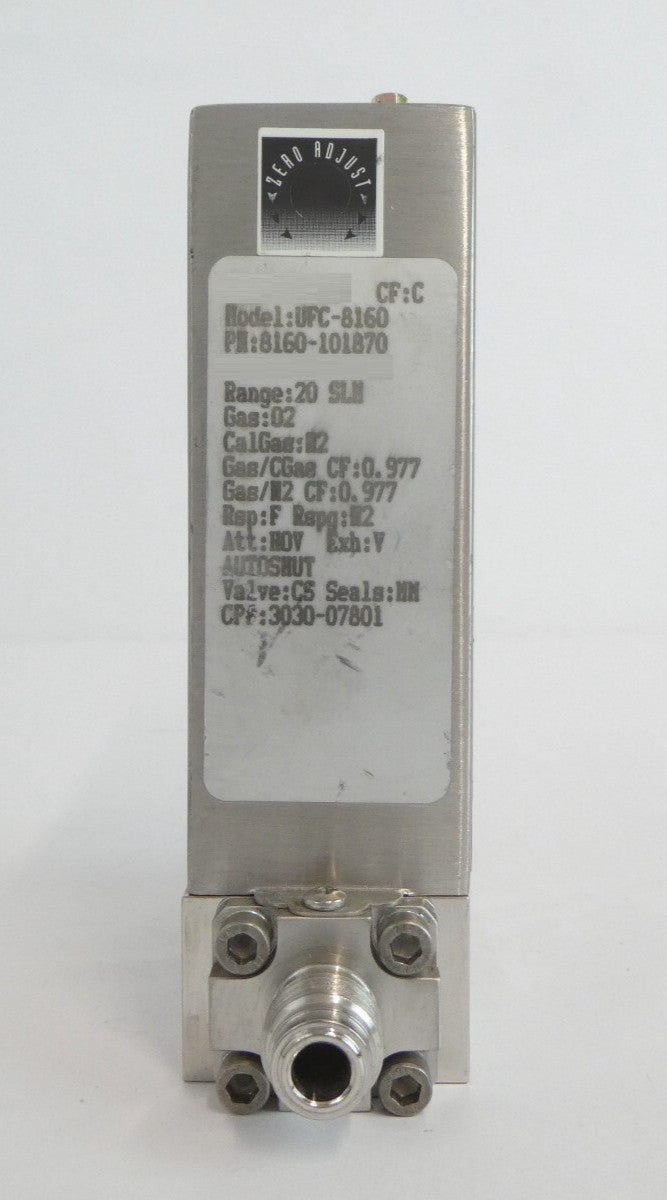 ZERO ADJUST
CF:C
Model:UFC-8160
PN:8160-101870
Range:20 SLM
Gas:O2
CalGas:N2
Gas/CGas CF:0.977
Gas/N2 CF:0.977
Rsp:F Rspg:N2
Att:HOV Exh:V
AUTOSHUT
Valve:CS Seals:MM
CP#:3030-07801